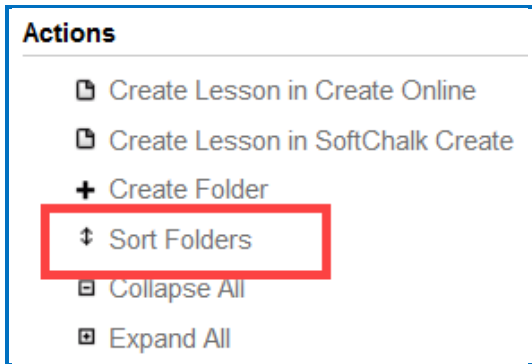 Actions
Create Lesson in Create Online
Create Lesson in SoftChalk Create
Create Folder
Sort Folders
Collapse All
Expand All